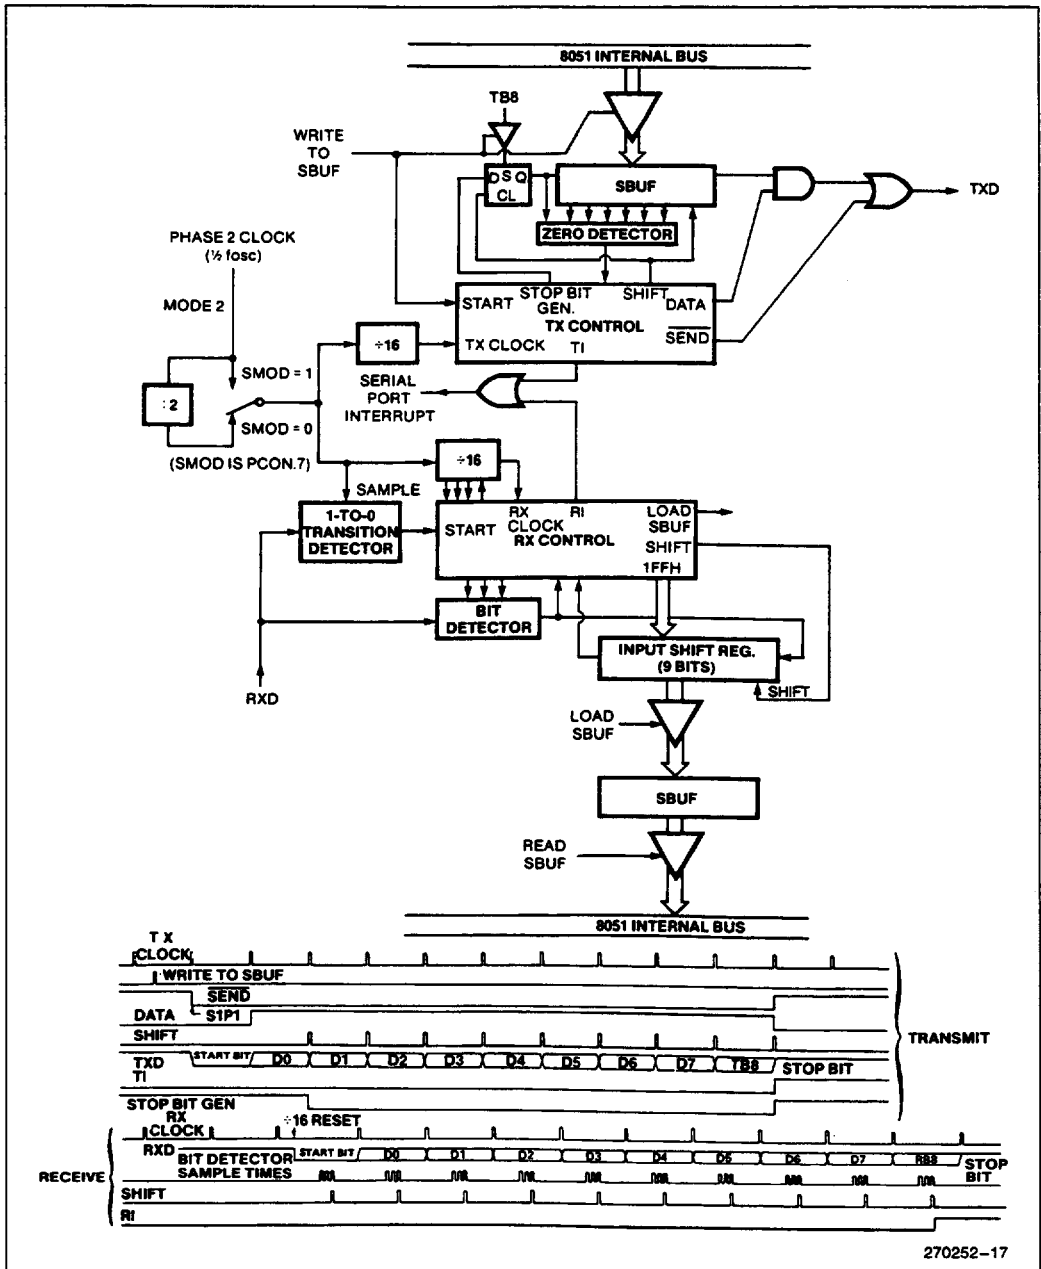 8051 INTERNAL BUS
TB8
WRITE
TO
SBUF
D S Q
CL
SBUF
TXD
ZERO DETECTOR
PHASE 2 CLOCK
(½ fosc)
MODE 2
STOP BIT
GEN.
SHIFT
START
DATA
TX CONTROL
SEND
TX CLOCK
TI
÷16
SMOD = 1
SERIAL
PORT
INTERRUPT
:2
SMOD = 0
(SMOD IS PCON.7)
÷16
SAMPLE
1-TO-0
TRANSITION
DETECTOR
START
RX
CLOCK
RI
RX CONTROL
LOAD
SBUF
SHIFT
1FFH
BIT
DETECTOR
INPUT SHIFT REG.
(9 BITS)
RXD
SHIFT
LOAD
SBUF
SBUF
READ
SBUF
8051 INTERNAL BUS
TX
CLOCK
WRITE TO SBUF
SEND
DATA S1P1
SHIFT
TRANSMIT
TXD START BIT D0 D1 D2 D3 D4 D5 D6 D7 TB8 STOP BIT
TI
STOP BIT GEN
RX
CLOCK
÷16 RESET
RXD START BIT D0 D1 D2 D3 D4 D5 D6 D7 RB8 STOP
BIT
BIT DETECTOR
SAMPLE TIMES
RECEIVE
SHIFT
RI
270252–17